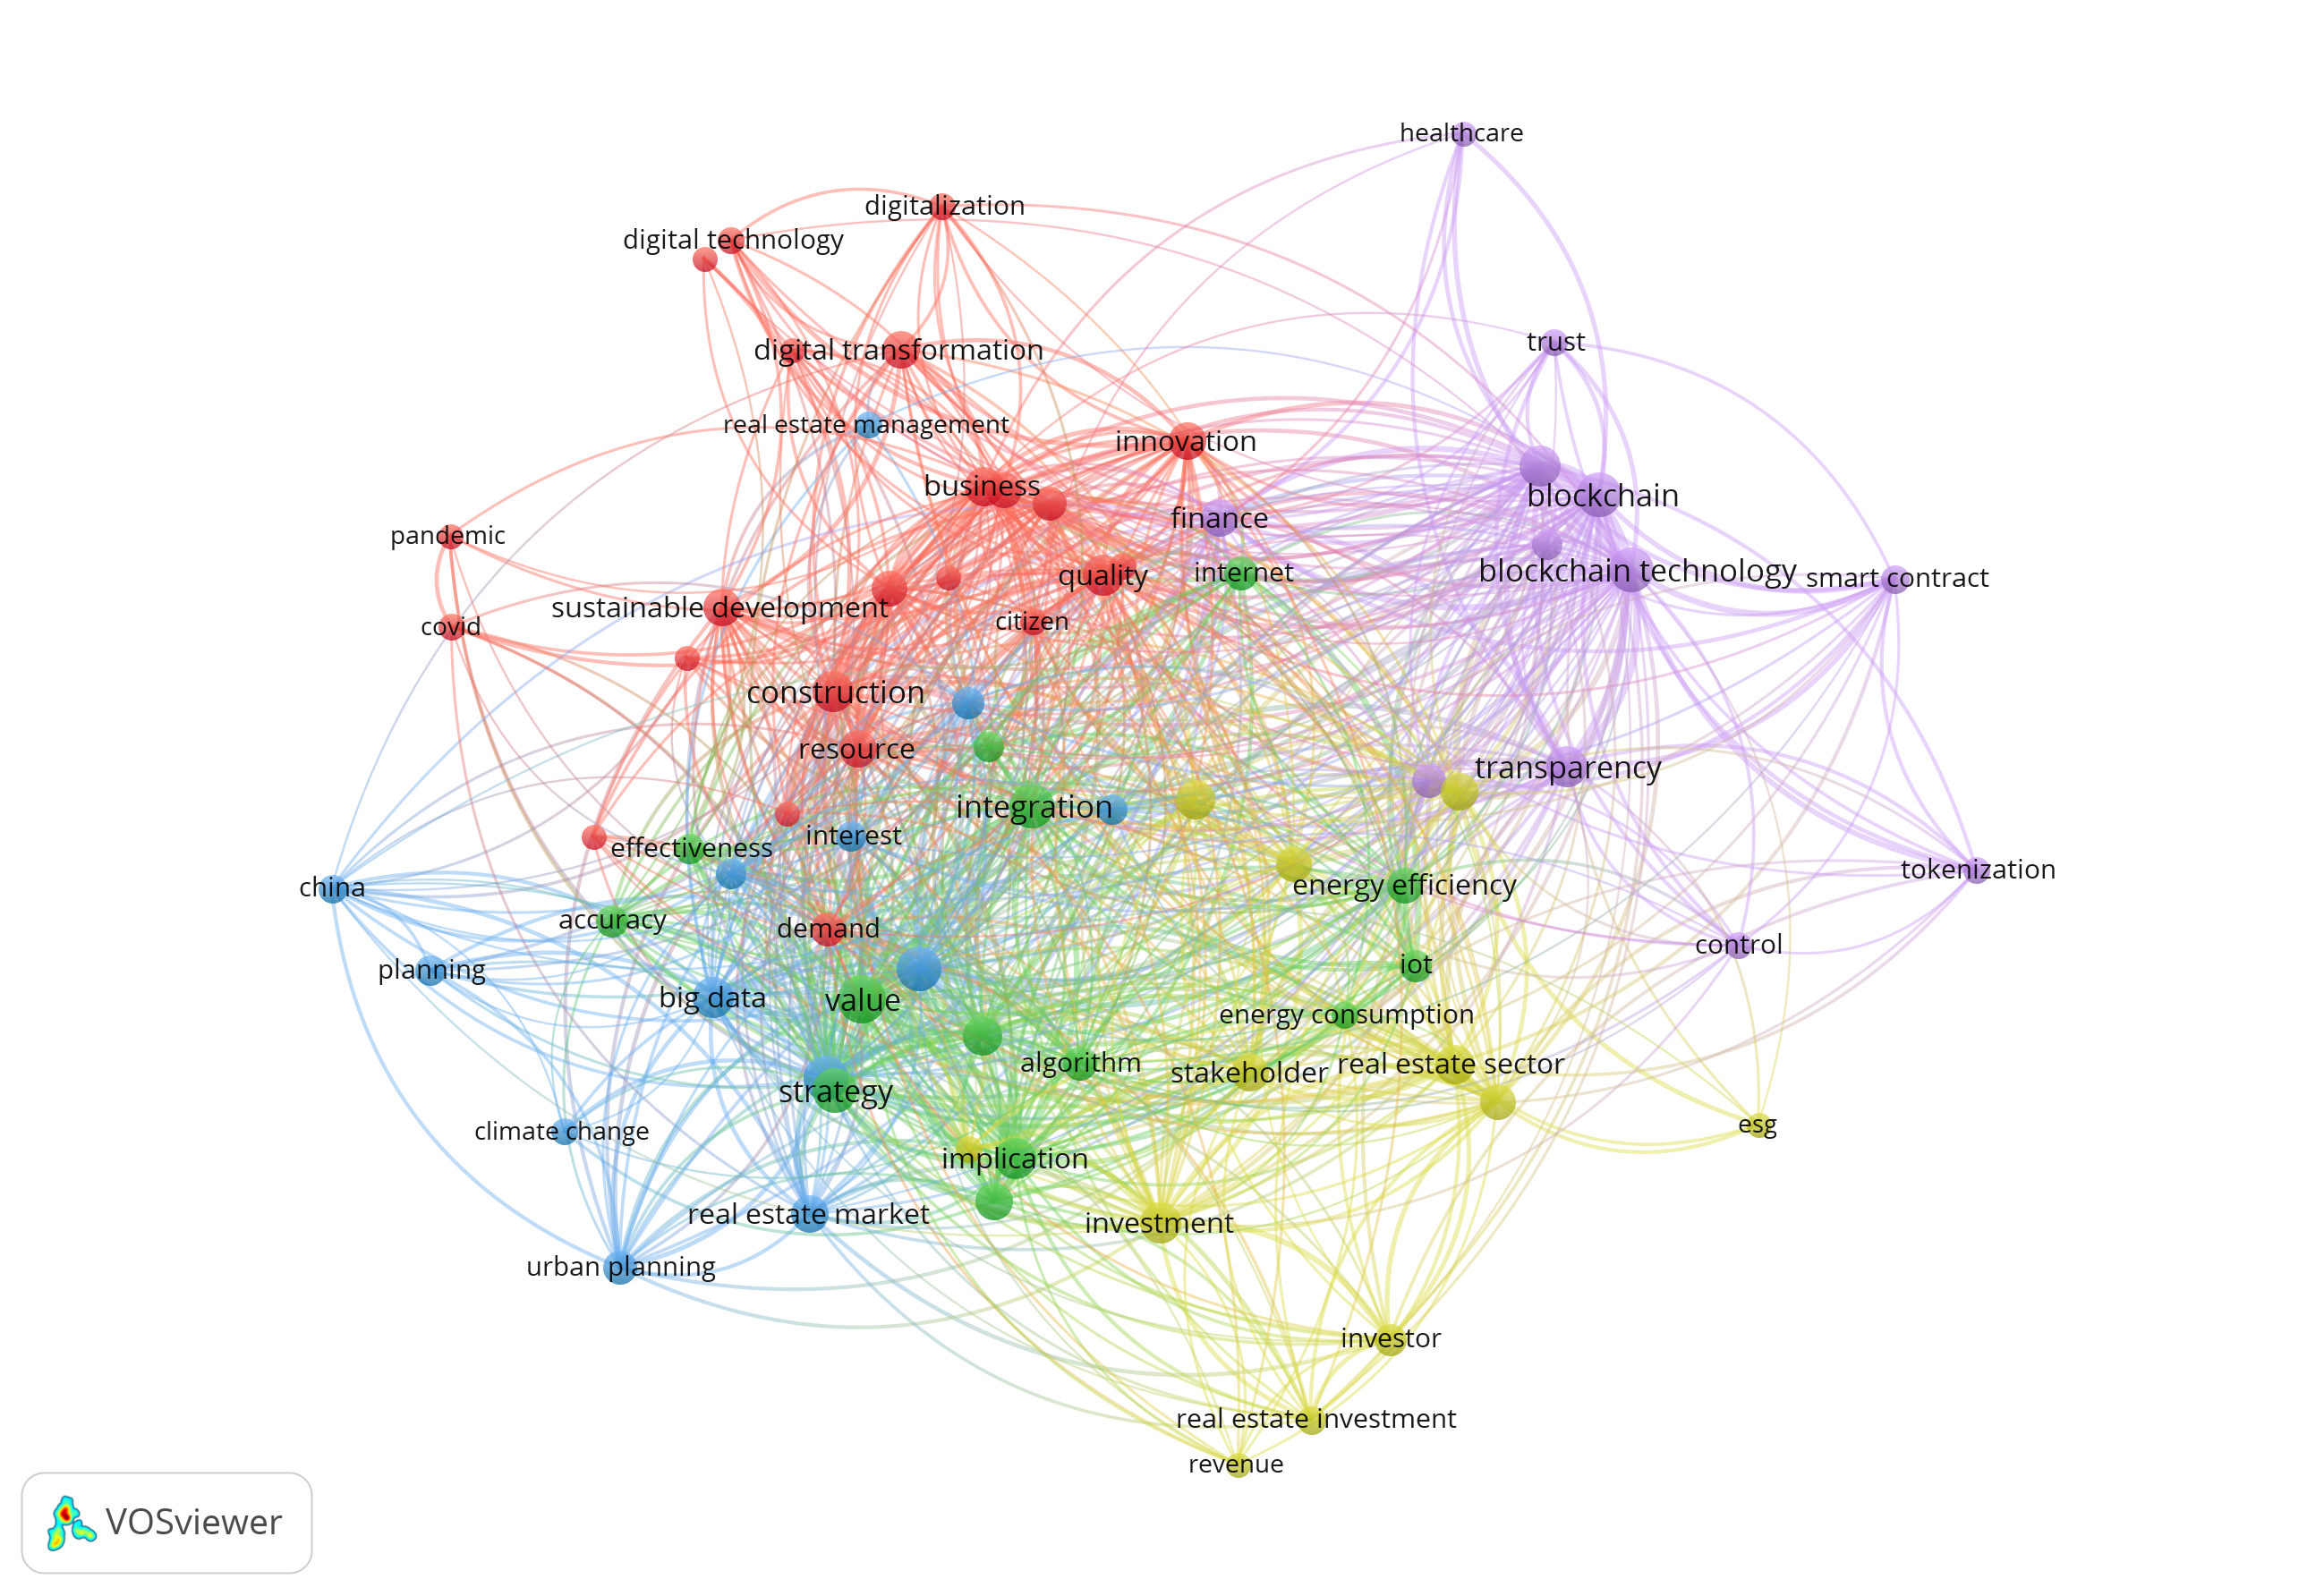 healthcare
digitalization
digital technology
trust
digital transformation
real estate management
innovation
business
blockchain
finance
pandemic
internet
quality
blockchain technology
smart contract
sustainable development
citizen
covid
construction
resource
transparency
integration
interest
effectiveness
tokenization
energy efficiency
china
accuracy
demand
control
iot
planning
big data
value
energy consumption
algorithm
stakeholder
real estate sector
strategy
esg
climate change
implication
real estate market
investment
urban planning
investor
real estate investment
revenue
VOSviewer